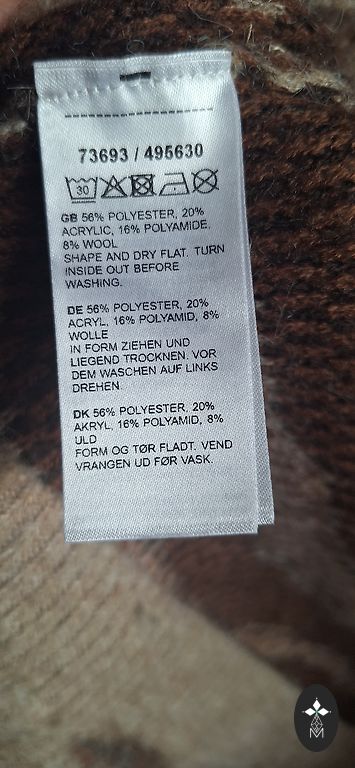 73693 / 495630
30
GB 56% POLYESTER, 20%
ACRYLIC, 16% POLYAMIDE,
8% WOOL
SHAPE AND DRY FLAT. TURN
INSIDE OUT BEFORE
WASHING.
DE 56% POLYESTER, 20%
ACRYL, 16% POLYAMID, 8%
WOLLE
IN FORM ZIEHEN UND
LIEGEND TROCKNEN. VOR
DEM WASCHEN AUF LINKS
DREHEN.
DK 56% POLYESTER, 20%
AKRYL, 16% POLYAMID, 8%
ULD
FORM OG TØR FLADT. VEND
VRANGEN UD FØR VASK.
M